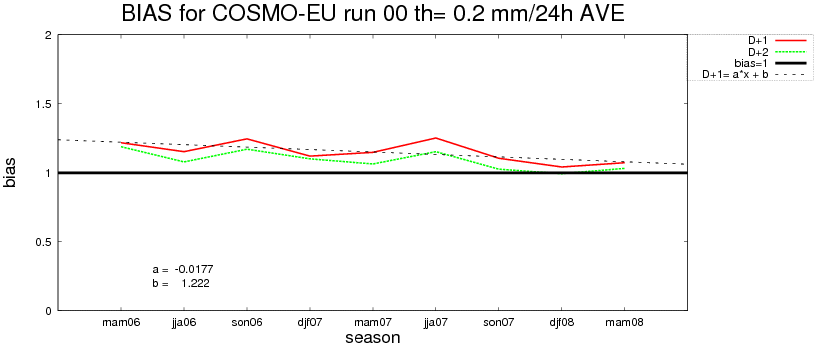 BIAS for COSMO-EU run 00 th= 0.2 mm/24h AVE
D+1
D+2
bias=1
D+1= a*x + b
2
1.5
1
0.5
0
bias
a = -0.0177
b = 1.222
mam06 jja06 son06 djf07 mam07 jja07 son07 djf08 mam08
season